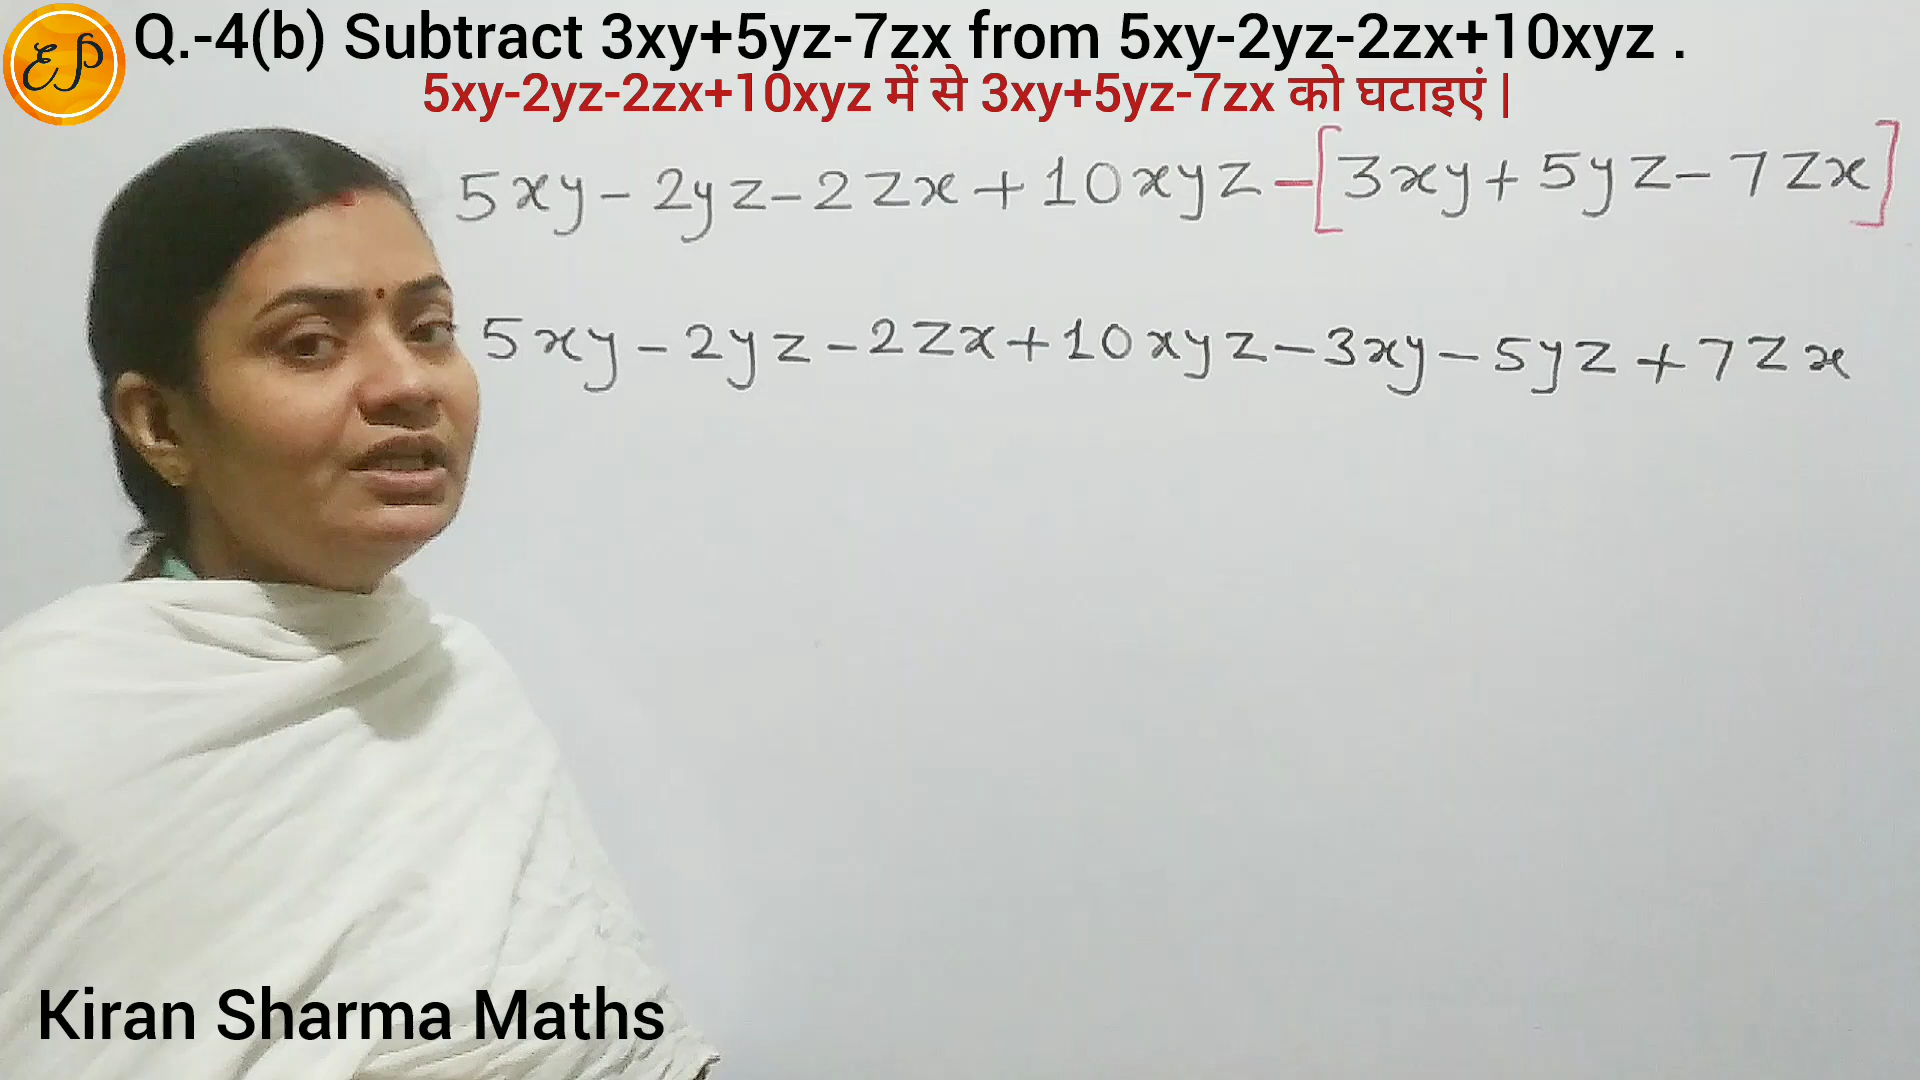 EP
Q.-4(b) Subtract 3xy+5yz-7zx from 5xy-2yz-2zx+10xyz .
5xy-2yz-2zx+10xyz में से 3xy+5yz-7zx को घटाइएं |
5xy-2yz-2zx+10xyz-[3xy+5yz-7zx]
5xy-2yz-2zx+10xyz-3xy-5yz+7zx
Kiran Sharma Maths